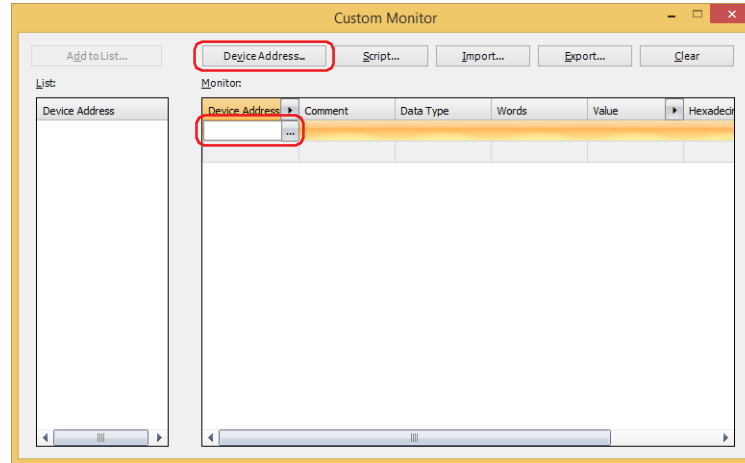 Custom Monitor
Add to List... Device Address... Script... Import... Export... Clear
List: Monitor:
Device Address Device Address Comment Data Type Words Value Hexadecir
...